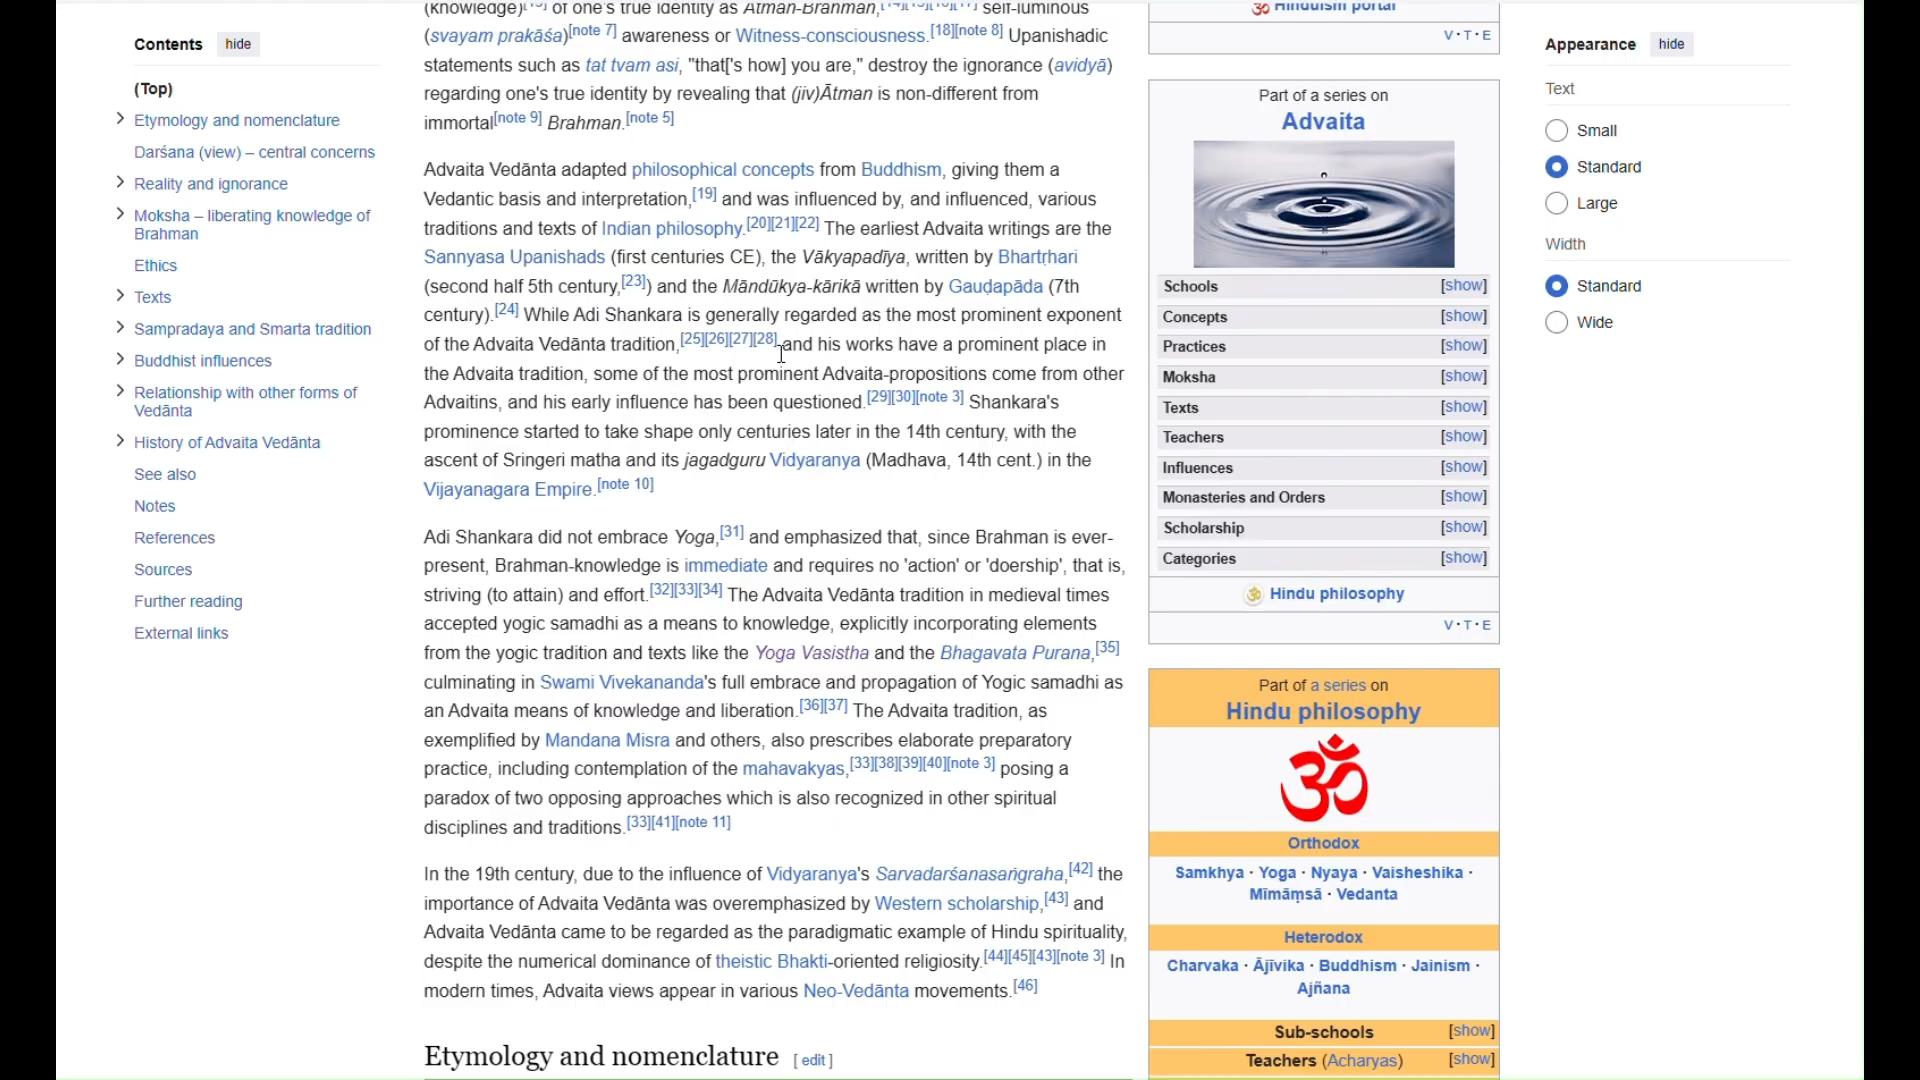 Contents hide
(Top)
Etymology and nomenclature
Darśana (view) – central concerns
Reality and ignorance
Moksha – liberating knowledge of
Brahman
Ethics
Texts
Sampradaya and Smarta tradition
Buddhist influences
Relationship with other forms of
Vedānta
History of Advaita Vedānta
See also
Notes
References
Sources
Further reading
External links
(knowledge)[13] of one's true identity as Atman-Brahman,[14][15][16][17] self-luminous
(svayam prakāśa)[note 7] awareness or Witness-consciousness.[18][note 8] Upanishadic
statements such as tat tvam asi, "that['s how] you are," destroy the ignorance (avidyā)
regarding one's true identity by revealing that (jiv)Ātman is non-different from
immortal[note 9] Brahman.[note 5]
Advaita Vedānta adapted philosophical concepts from Buddhism, giving them a
Vedantic basis and interpretation,[19] and was influenced by, and influenced, various
traditions and texts of Indian philosophy.[20][21][22] The earliest Advaita writings are the
Sannyasa Upanishads (first centuries CE), the Vākyapadīya, written by Bhartṛhari
(second half 5th century,[23]) and the Māndūkya-kārikā written by Gauḍapāda (7th
century).[24] While Adi Shankara is generally regarded as the most prominent exponent
of the Advaita Vedānta tradition,[25][26][27][28] and his works have a prominent place in
the Advaita tradition, some of the most prominent Advaita-propositions come from other
Advaitins, and his early influence has been questioned.[29][30][note 3] Shankara's
prominence started to take shape only centuries later in the 14th century, with the
ascent of Sringeri matha and its jagadguru Vidyaranya (Madhava, 14th cent.) in the
Vijayanagara Empire.[note 10]
Adi Shankara did not embrace Yoga,[31] and emphasized that, since Brahman is ever-
present, Brahman-knowledge is immediate and requires no 'action' or 'doership', that is,
striving (to attain) and effort.[32][33][34] The Advaita Vedānta tradition in medieval times
accepted yogic samadhi as a means to knowledge, explicitly incorporating elements
from the yogic tradition and texts like the Yoga Vasistha and the Bhagavata Purana,[35]
culminating in Swami Vivekananda's full embrace and propagation of Yogic samadhi as
an Advaita means of knowledge and liberation.[36][37] The Advaita tradition, as
exemplified by Mandana Misra and others, also prescribes elaborate preparatory
practice, including contemplation of the mahavakyas,[33][38][39][40][note 3] posing a
paradox of two opposing approaches which is also recognized in other spiritual
disciplines and traditions.[33][41][note 11]
In the 19th century, due to the influence of Vidyaranya's Sarvadarśanasaṅgraha,[42] the
importance of Advaita Vedānta was overemphasized by Western scholarship,[43] and
Advaita Vedānta came to be regarded as the paradigmatic example of Hindu spirituality,
despite the numerical dominance of theistic Bhakti-oriented religiosity.[44][45][43][note 3] In
modern times, Advaita views appear in various Neo-Vedānta movements.[46]
Etymology and nomenclature [ edit ]
Hinduism portal
V · T · E
Part of a series on
Advaita
Schools [show]
Concepts [show]
Practices [show]
Moksha [show]
Texts [show]
Teachers [show]
Influences [show]
Monasteries and Orders [show]
Scholarship [show]
Categories [show]
Hindu philosophy
V · T · E
Part of a series on
Hindu philosophy
ॐ
Orthodox
Samkhya · Yoga · Nyaya · Vaisheshika ·
Mīmāṃsā · Vedanta
Heterodox
Charvaka · Ājīvika · Buddhism · Jainism ·
Ajñana
Sub-schools [show]
Teachers (Acharyas) [show]
Appearance hide
Text
Small
Standard
Large
Width
Standard
Wide